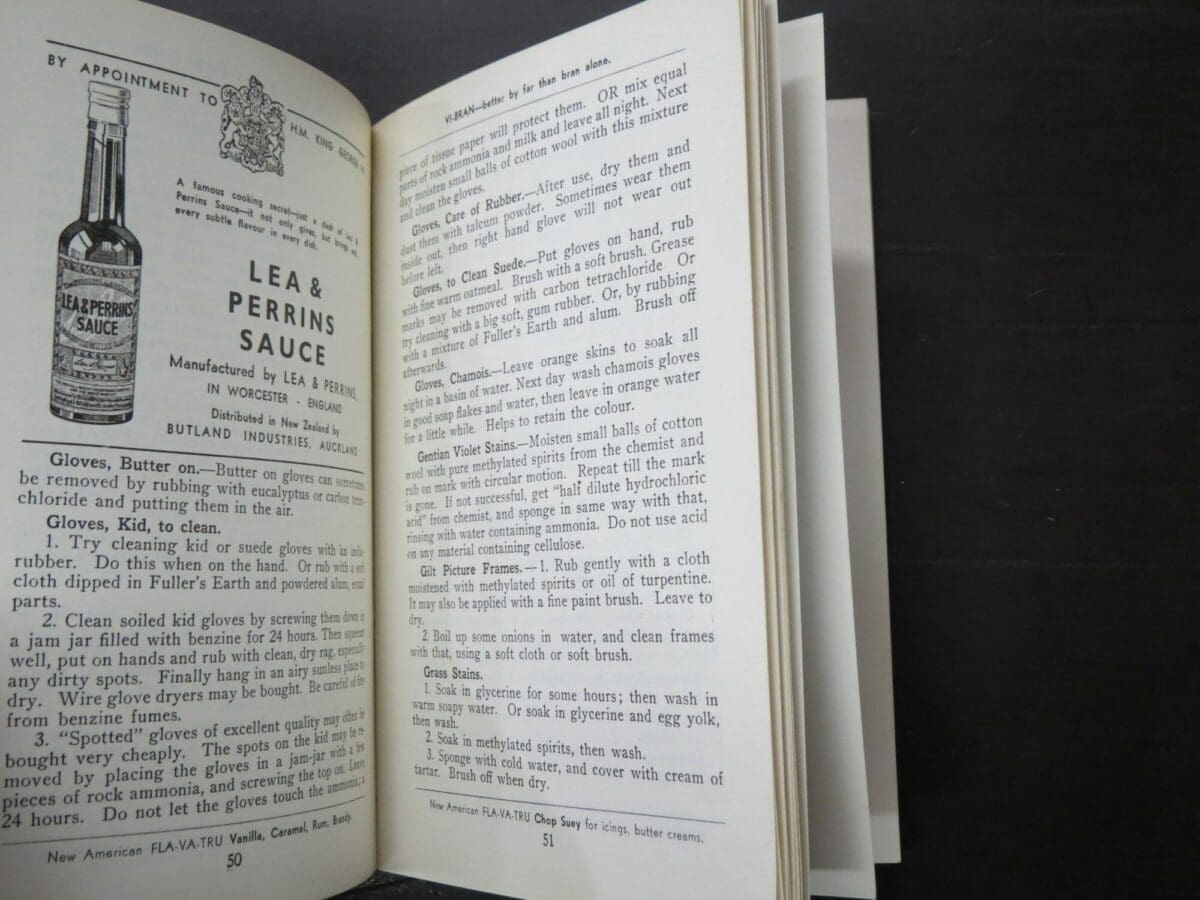 BY APPOINTMENT TO
H.M. KING GEORGE
A famous cooking secret—just a dash of Lea &
Perrins Sauce—it not only gives, but brings out,
every subtle flavour in every dish.
LEA & PERRINS
SAUCE
LEA &
PERRINS
SAUCE
Manufactured by LEA & PERRINS,
IN WORCESTER - ENGLAND
Distributed in New Zealand by
BUTLAND INDUSTRIES, AUCKLAND
Gloves, Butter on.—Butter on gloves can sometimes
be removed by rubbing with eucalyptus or carbon tetra-
chloride and putting them in the air.
Gloves, Kid, to clean.
1. Try cleaning kid or suede gloves with an india
rubber. Do this when on the hand. Or rub with a
cloth dipped in Fuller's Earth and powdered alum, equal
parts.
2. Clean soiled kid gloves by screwing them down in
a jam jar filled with benzine for 24 hours. Then squeeze
well, put on hands and rub with clean, dry rag, especially
any dirty spots. Finally hang in an airy sunless place to
dry. Wire glove dryers may be bought. Be careful of fire
from benzine fumes.
3. "Spotted" gloves of excellent quality may often be
bought very cheaply. The spots on the kid may be re-
moved by placing the gloves in a jam-jar with a few
pieces of rock ammonia, and screwing the top on. Leave
24 hours. Do not let the gloves touch the ammonia; a
New American FLA-VA-TRU Vanilla, Caramel, Rum, Brandy.
50
VI-BRAN—better by far than bran alone.
piece of tissue paper will protect them. OR mix equal
parts of rock ammonia and milk and leave all night. Next
day moisten small balls of cotton wool with this mixture
and clean the gloves.
Gloves, Care of Rubber.—After use, dry them and
dust them with talcum powder. Sometimes wear them
inside out, then right hand glove will not wear out
before left.
Gloves, to Clean Suede.—Put gloves on hand, rub
with fine warm oatmeal. Brush with a soft brush. Grease
marks may be removed with carbon tetrachloride Or
try cleaning with a big soft, gum rubber. Or, by rubbing
with a mixture of Fuller's Earth and alum. Brush off
afterwards.
Gloves, Chamois.—Leave orange skins to soak all
night in a basin of water. Next day wash chamois gloves
in good soap flakes and water, then leave in orange water
for a little while. Helps to retain the colour.
Gentian Violet Stains.—Moisten small balls of cotton
wool with pure methylated spirits from the chemist and
rub on mark with circular motion. Repeat till the mark
is gone. If not successful, get "half dilute hydrochloric
acid" from chemist, and sponge in same way with that,
rinsing with water containing ammonia. Do not use acid
on any material containing cellulose.
Gilt Picture Frames.—1. Rub gently with a cloth
moistened with methylated spirits or oil of turpentine.
It may also be applied with a fine paint brush. Leave to
dry.
2. Boil up some onions in water, and clean frames
with that, using a soft cloth or soft brush.
Grass Stains.
1. Soak in glycerine for some hours; then wash in
warm soapy water. Or soak in glycerine and egg yolk,
then wash.
2. Soak in methylated spirits, then wash.
3. Sponge with cold water, and cover with cream of
tartar. Brush off when dry.
New American FLA-VA-TRU Chop Suey for icings, butter creams,
51